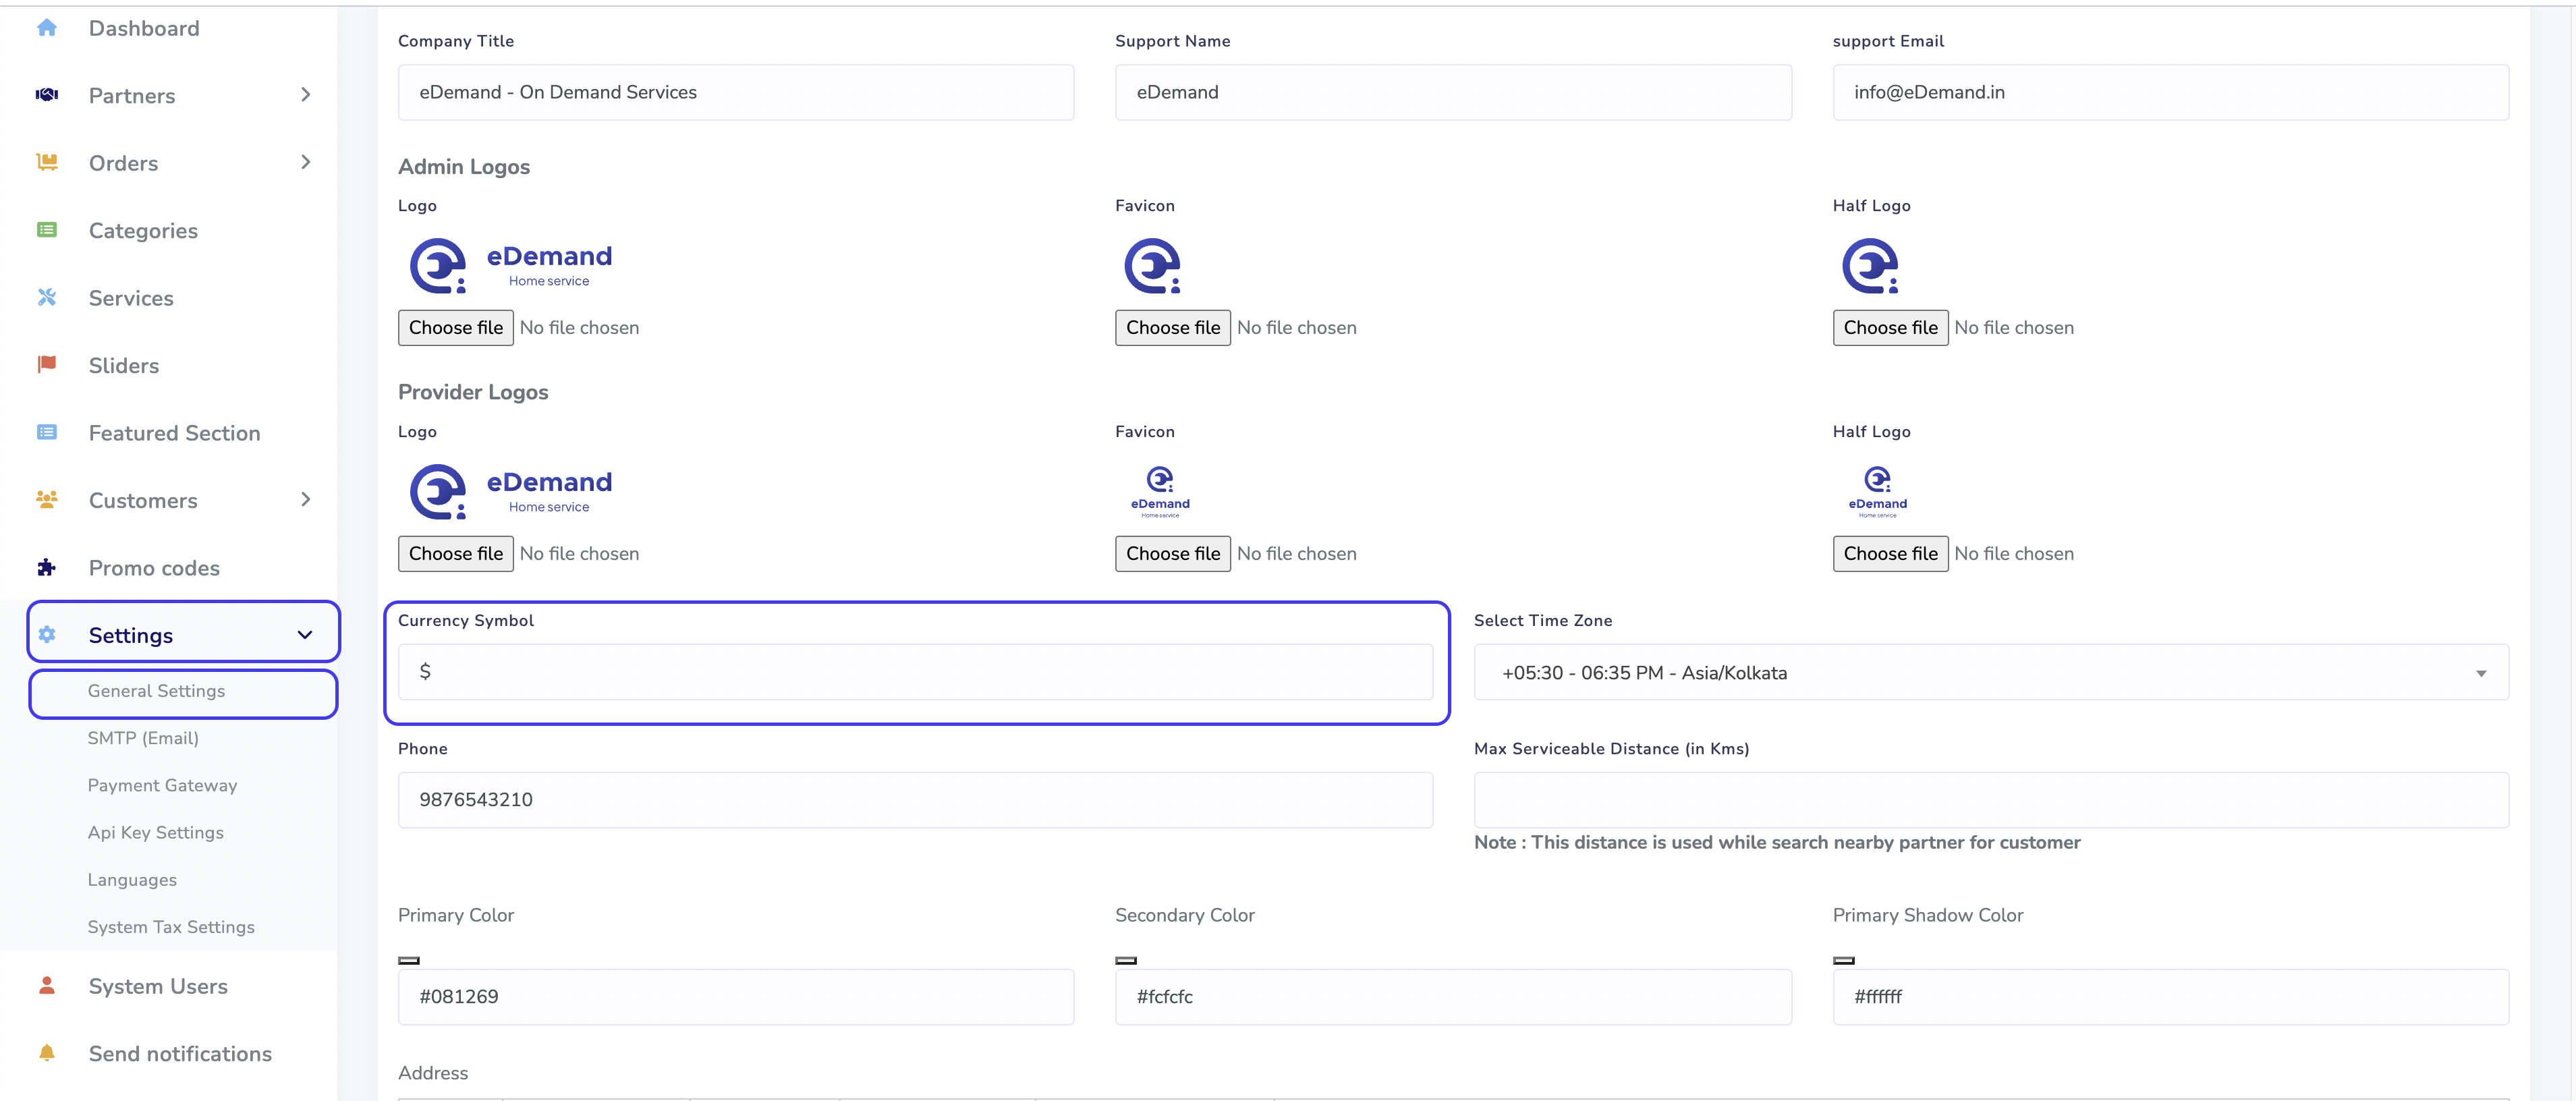 Dashboard
Partners
Orders
Categories
Services
Sliders
Featured Section
Customers
Promo codes
Settings
General Settings
SMTP (Email)
Payment Gateway
Api Key Settings
Languages
System Tax Settings
System Users
Send notifications
Company Title
Support Name
support Email
eDemand - On Demand Services
eDemand
info@eDemand.in
Admin Logos
Logo
Favicon
Half Logo
eDemand
Home service
Choose file No file chosen
Choose file No file chosen
Choose file No file chosen
Provider Logos
Logo
Favicon
Half Logo
eDemand
Home service
eDemand
Home service
eDemand
Home service
Choose file No file chosen
Choose file No file chosen
Choose file No file chosen
Currency Symbol
Select Time Zone
$
+05:30 - 06:35 PM - Asia/Kolkata
Phone
Max Serviceable Distance (in Kms)
9876543210
Note : This distance is used while search nearby partner for customer
Primary Color
Secondary Color
Primary Shadow Color
#081269
#fcfcfc
#ffffff
Address